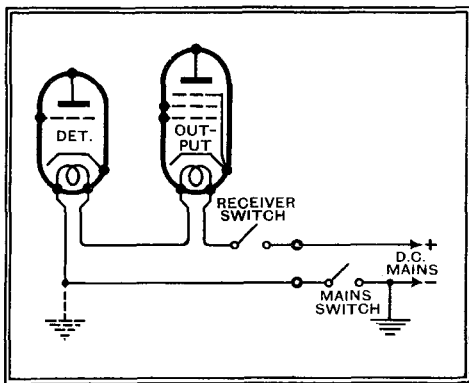 DET.
OUT-
PUT
RECEIVER
SWITCH
+
D.C.
MAINS
−
MAINS
SWITCH